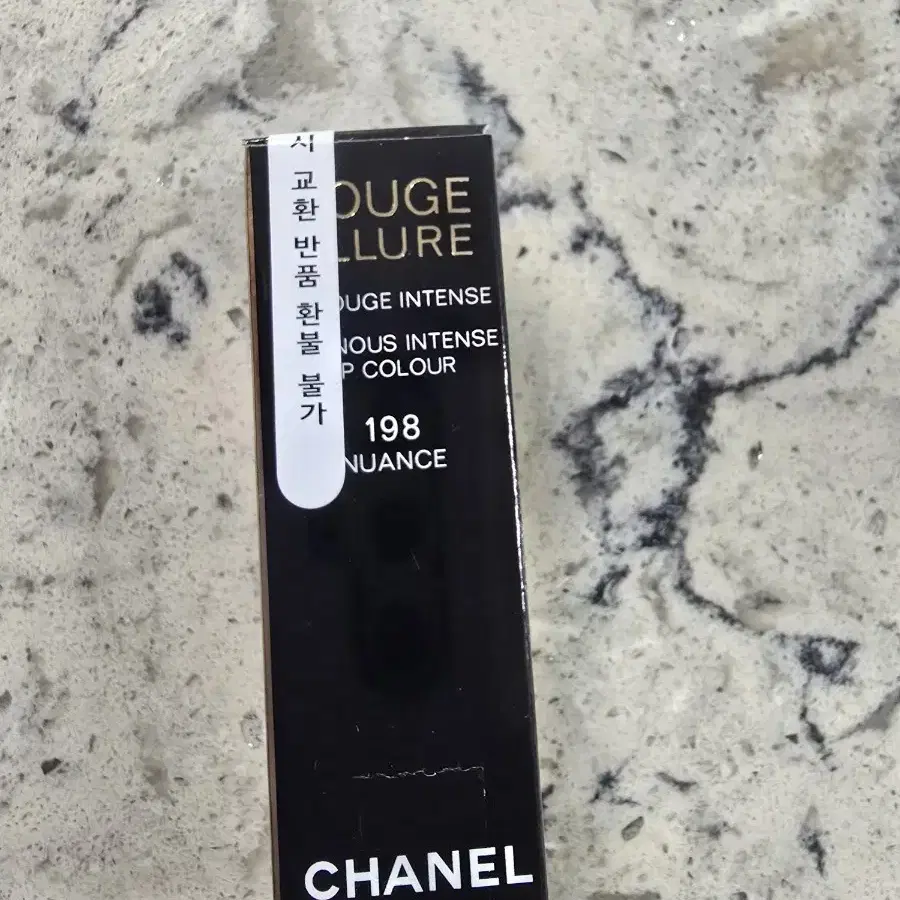 시 교환 반품 환불 불가
OUGE
LLURE
OUGE INTENSE
NOUS INTENSE
P COLOUR
198
NUANCE
CHANEL